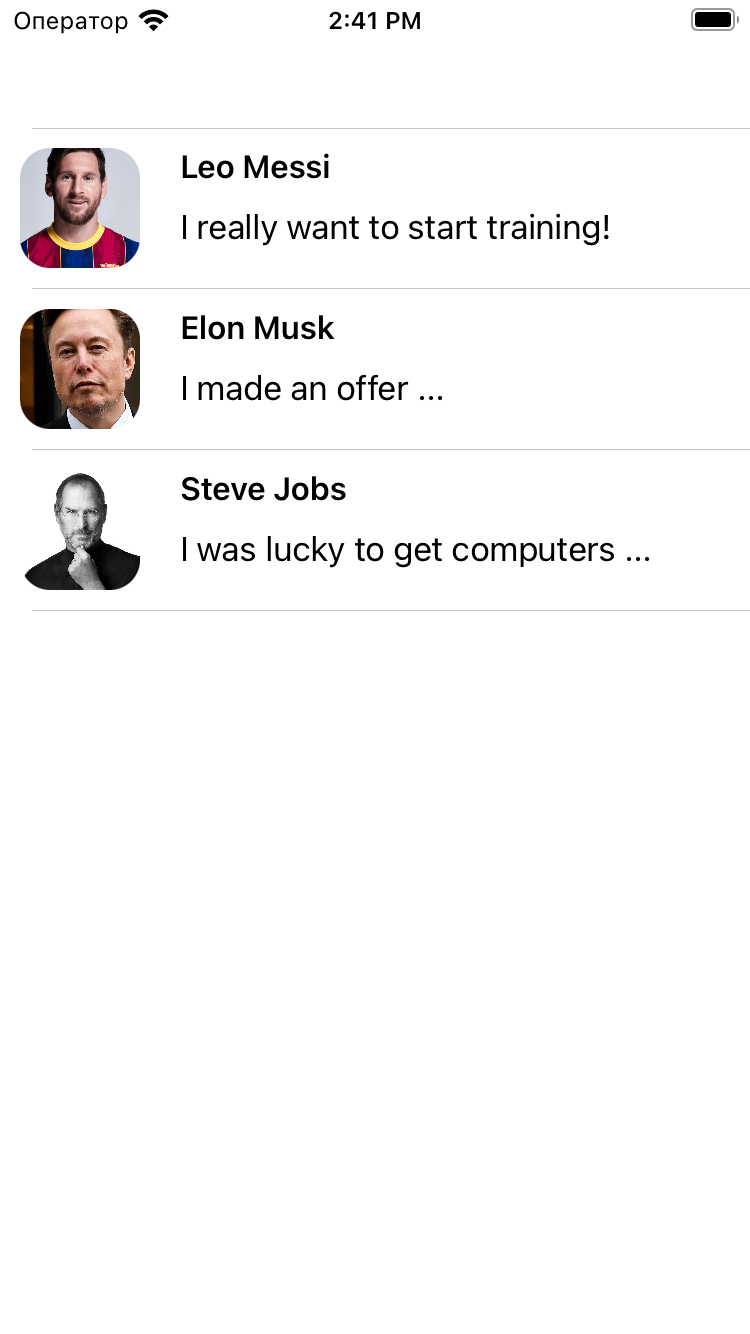 Оператор 2:41 PM
Leo Messi
I really want to start training!
Elon Musk
I made an offer ...
Steve Jobs
I was lucky to get computers ...